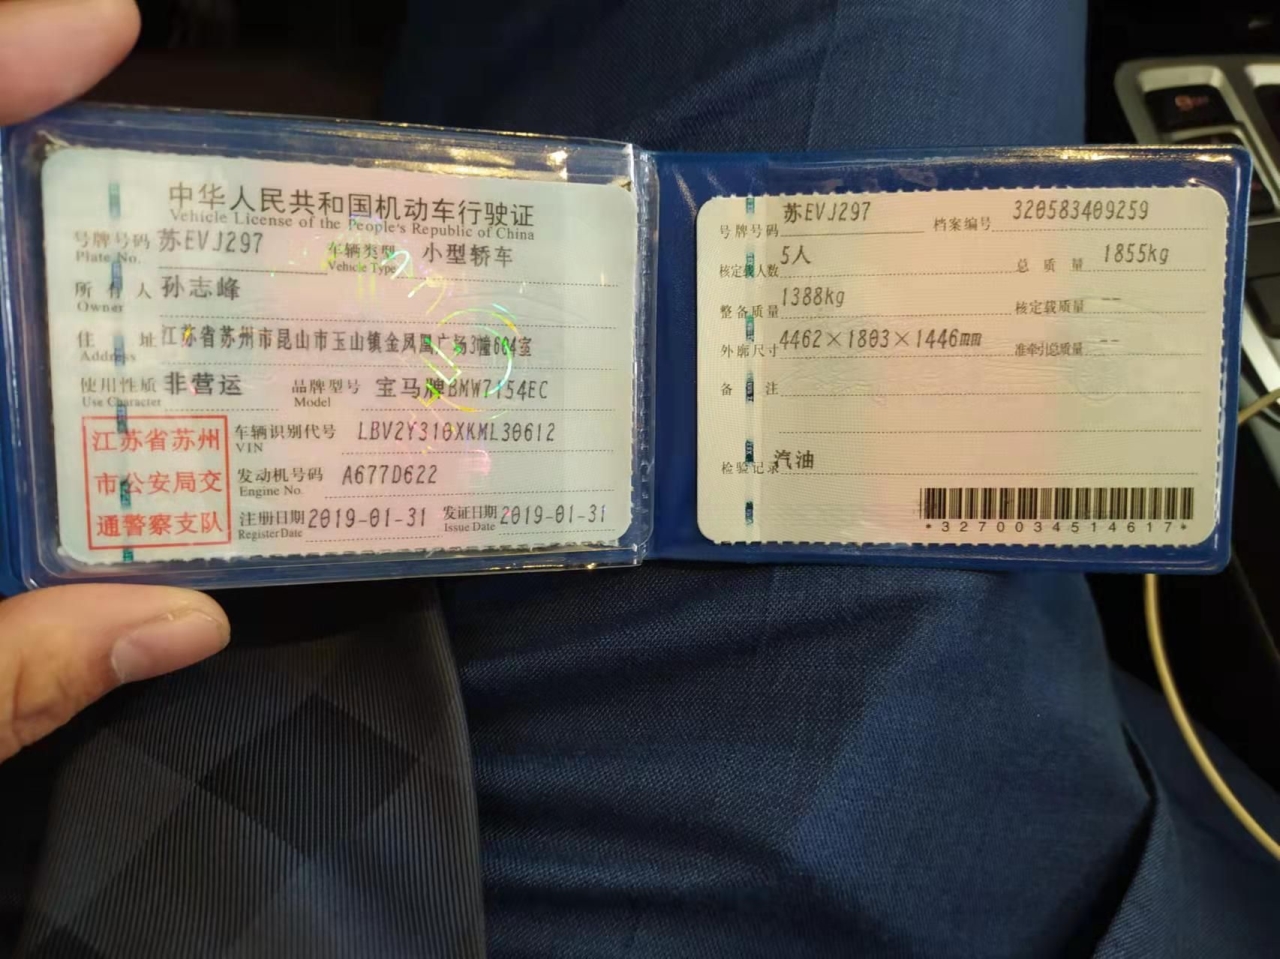 中华人民共和国机动车行驶证
Vehicle License of the People's Republic of China
号牌号码 苏EVJ297 车辆类型 小型轿车
Plate No. Vehicle Type
所有人 孙志峰
Owner
住址 江苏省苏州市昆山市玉山镇金凤凰广场3幢604室
Address
使用性质 非营运 品牌型号 宝马牌BMW7154EC
Use Character Model
江苏省苏州
市公安局交
通警察支队
车辆识别代号 LBV2Y310XKML30612
VIN
发动机号码 A677D622
Engine No.
注册日期 2019-01-31 发证日期 2019-01-31
Register Date Issue Date
号牌号码 苏EVJ297 档案编号 320583409259
核定载人数 5人 总质量 1855kg
整备质量 1388kg 核定载质量 --
外廓尺寸 4462×1803×1446mm 准牵引总质量 --
备注
检验记录 汽油
*3270034514617*